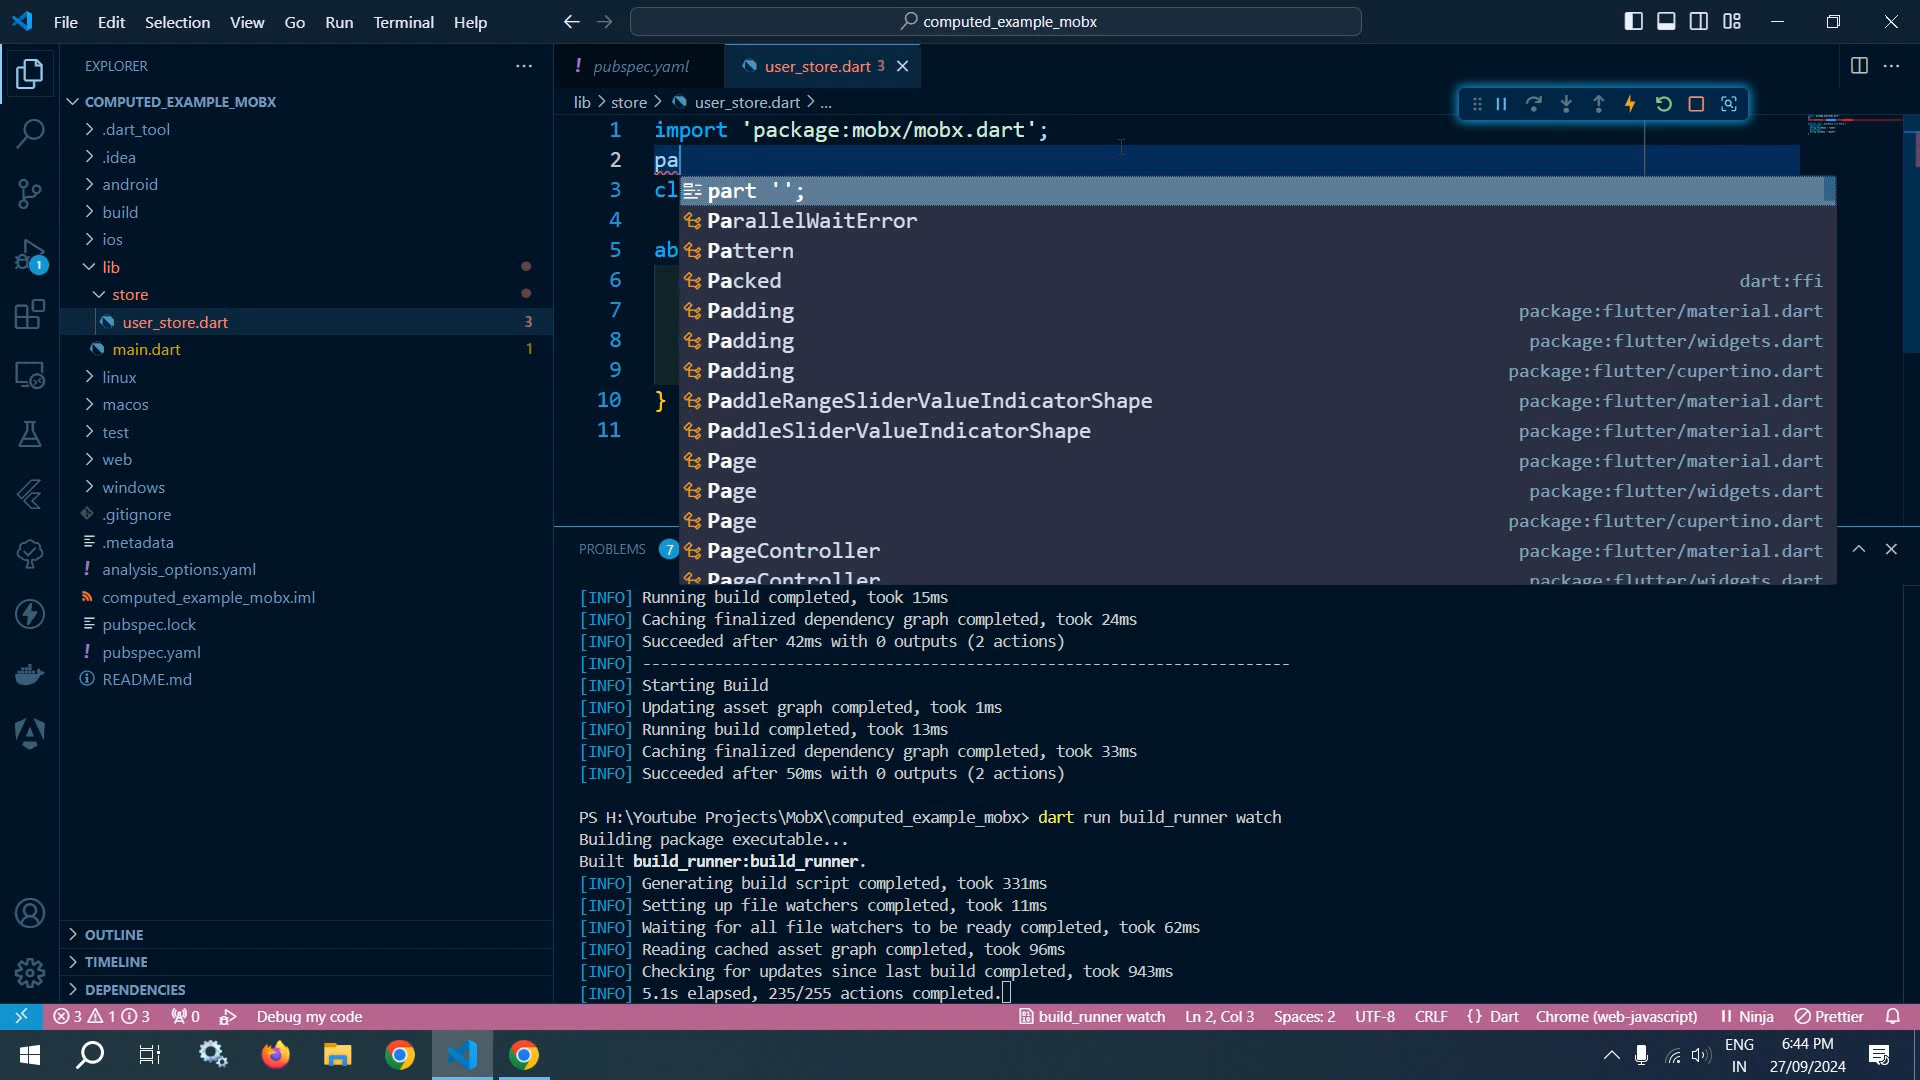 File Edit Selection View Go Run Terminal Help
computed_example_mobx
EXPLORER
COMPUTED_EXAMPLE_MOBX
.dart_tool
.idea
android
build
ios
lib
store
user_store.dart 3
main.dart 1
linux
macos
test
web
windows
.gitignore
.metadata
analysis_options.yaml
computed_example_mobx.iml
pubspec.lock
pubspec.yaml
README.md
OUTLINE
TIMELINE
DEPENDENCIES
1
pubspec.yaml
user_store.dart 3
lib > store > user_store.dart > ...
1 import 'package:mobx/mobx.dart';
2 pa
3 cl
4
5 ab
6
7
8
9
10 }
11
part '';
ParallelWaitError
Pattern
Packed dart:ffi
Padding package:flutter/material.dart
Padding package:flutter/widgets.dart
Padding package:flutter/cupertino.dart
PaddleRangeSliderValueIndicatorShape package:flutter/material.dart
PaddleSliderValueIndicatorShape package:flutter/material.dart
Page package:flutter/material.dart
Page package:flutter/widgets.dart
Page package:flutter/cupertino.dart
PageController package:flutter/material.dart
PageController package:flutter/widgets.dart
PROBLEMS 7
[INFO] Running build completed, took 15ms
[INFO] Caching finalized dependency graph completed, took 24ms
[INFO] Succeeded after 42ms with 0 outputs (2 actions)
[INFO] ------------------------------------------------------------------------
[INFO] Starting Build
[INFO] Updating asset graph completed, took 1ms
[INFO] Running build completed, took 13ms
[INFO] Caching finalized dependency graph completed, took 33ms
[INFO] Succeeded after 50ms with 0 outputs (2 actions)
PS H:\Youtube Projects\MobX\computed_example_mobx> dart run build_runner watch
Building package executable...
Built build_runner:build_runner.
[INFO] Generating build script completed, took 331ms
[INFO] Setting up file watchers completed, took 11ms
[INFO] Waiting for all file watchers to be ready completed, took 62ms
[INFO] Reading cached asset graph completed, took 96ms
[INFO] Checking for updates since last build completed, took 943ms
[INFO] 5.1s elapsed, 235/255 actions completed.
3 1 3 0 Debug my code build_runner watch Ln 2, Col 3 Spaces: 2 UTF-8 CRLF {} Dart Chrome (web-javascript) Ninja Prettier
ENG
IN
6:44 PM
27/09/2024